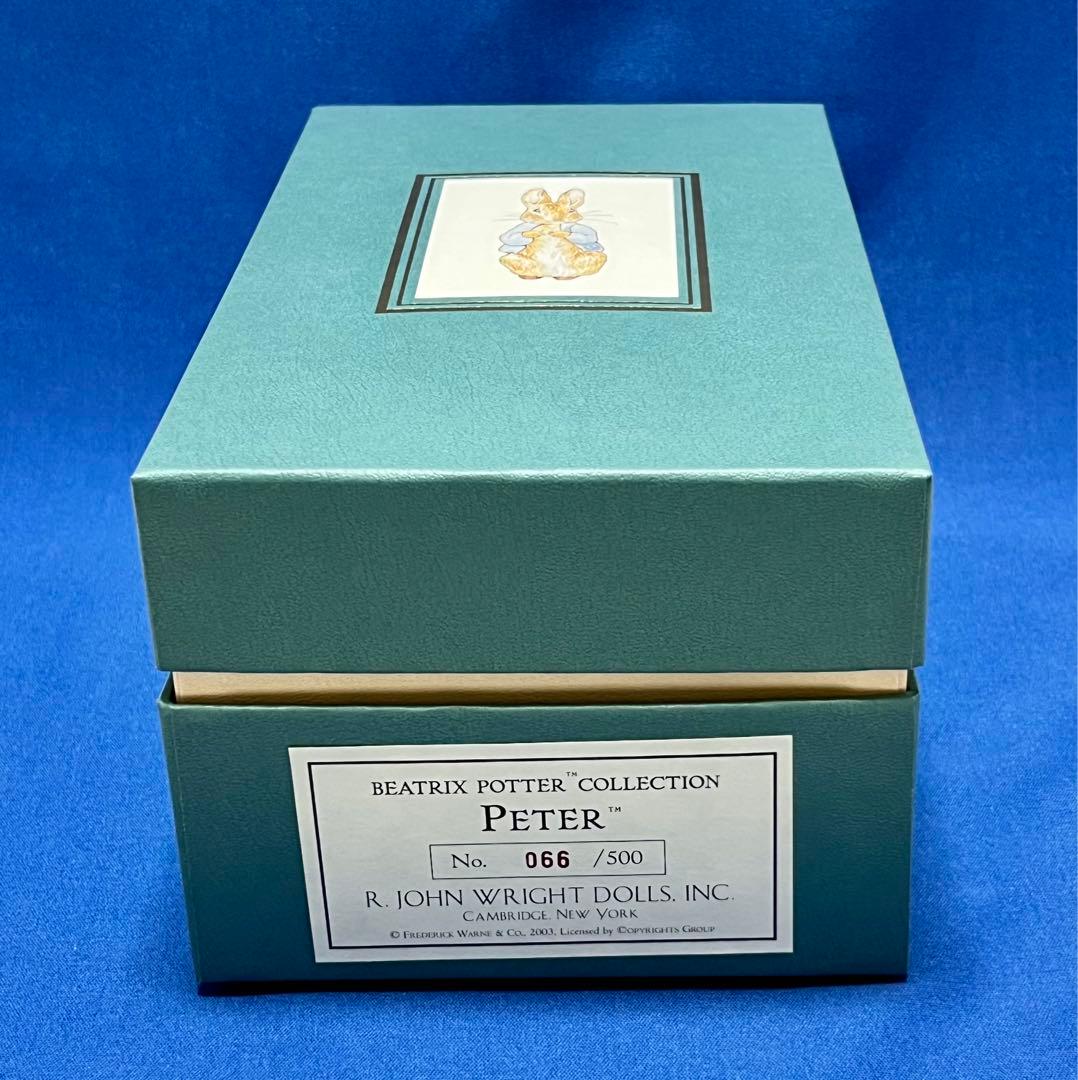 BEATRIX POTTER™ COLLECTION
PETER™
No. 066 /500
R. JOHN WRIGHT DOLLS, INC.
CAMBRIDGE, NEW YORK
© FREDERICK WARNE & CO., 2003, LICENSED BY ©OPYRIGHTS GROUP